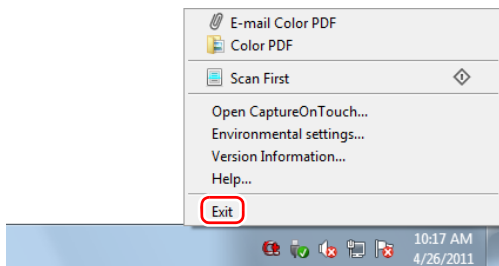 E-mail Color PDF
Color PDF
Scan First
Open CaptureOnTouch...
Environmental settings...
Version Information...
Help...
Exit
10:17 AM
4/26/2011